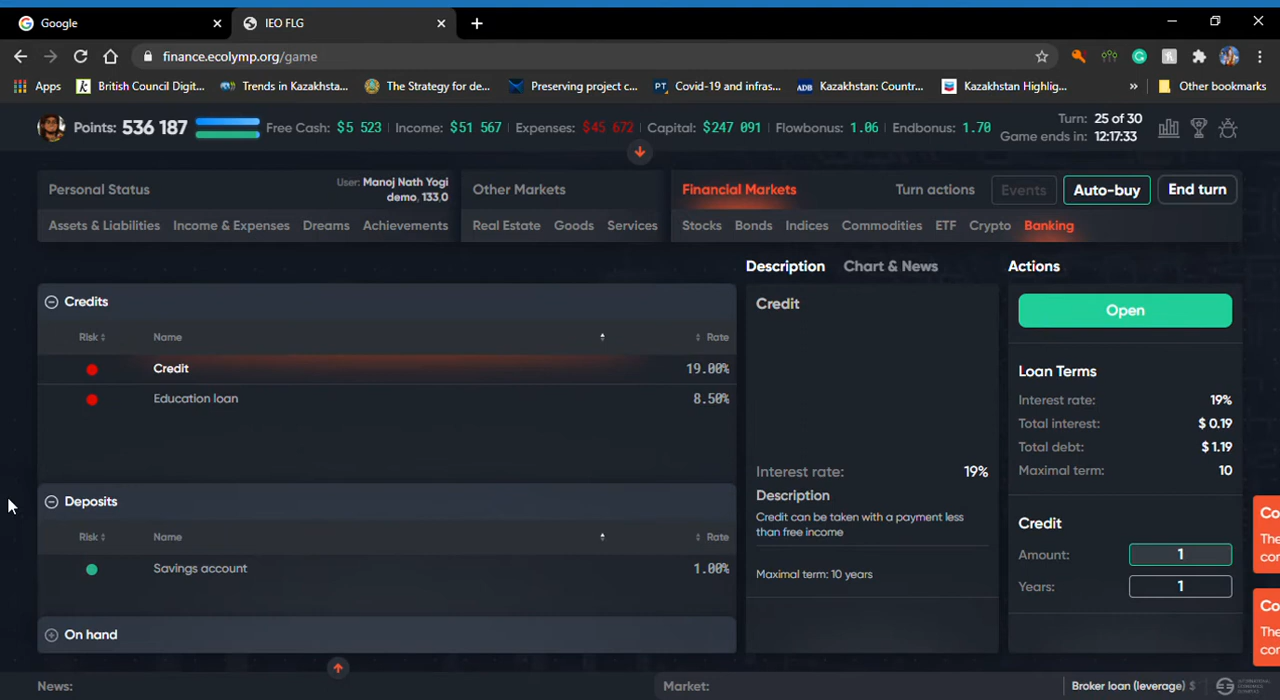 Google
IEO FLG
finance.ecolymp.org/game
Apps
British Council Digit...
Trends in Kazakhsta...
The Strategy for de...
Preserving project c...
PT
Covid-19 and infras...
ADB
Kazakhstan: Countr...
Kazakhstan Highlig...
»
Other bookmarks
Points: 536 187
Free Cash: $5 523
Income: $51 567
Expenses: $45 672
Capital: $247 091
Flowbonus: 1.06
Endbonus: 1.70
Turn: 25 of 30
Game ends in: 12:17:33
Personal Status
User: Manoj Nath Yogi
demo, 133.0
Other Markets
Financial Markets
Turn actions
Events
Auto-buy
End turn
Assets & Liabilities
Income & Expenses
Dreams
Achievements
Real Estate
Goods
Services
Stocks
Bonds
Indices
Commodities
ETF
Crypto
Banking
Credits
Risk
Name
Rate
Credit
19.00%
Education loan
8.50%
Deposits
Risk
Name
Rate
Savings account
1.00%
On hand
Description
Chart & News
Credit
Interest rate: 19%
Description
Credit can be taken with a payment less
than free income
Maximal term: 10 years
Actions
Open
Loan Terms
Interest rate: 19%
Total interest: $ 0.19
Total debt: $ 1.19
Maximal term: 10
Credit
Amount: 1
Years: 1
Co
The
con
Co
The
con
News:
Market:
Broker loan (leverage) $